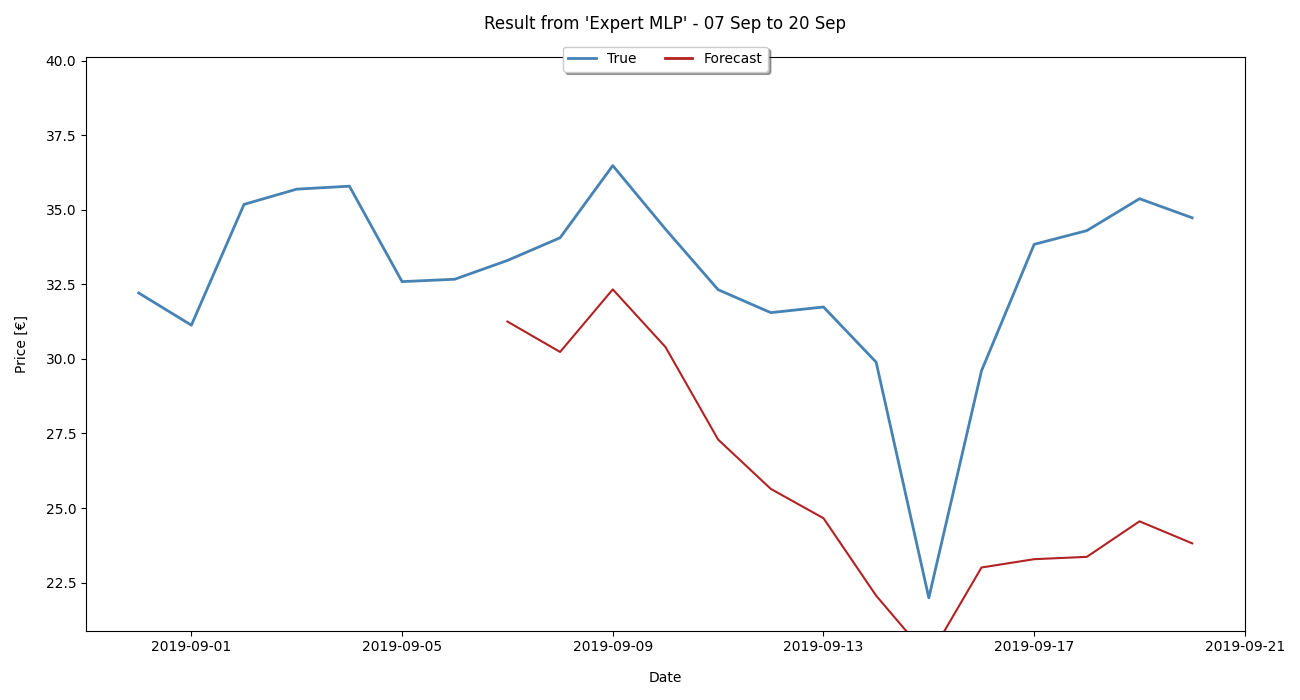 Result from 'Expert MLP' - 07 Sep to 20 Sep
True Forecast
40.0
37.5
35.0
32.5
30.0
27.5
25.0
22.5
Price [€]
2019-09-01 2019-09-05 2019-09-09 2019-09-13 2019-09-17 2019-09-21
Date